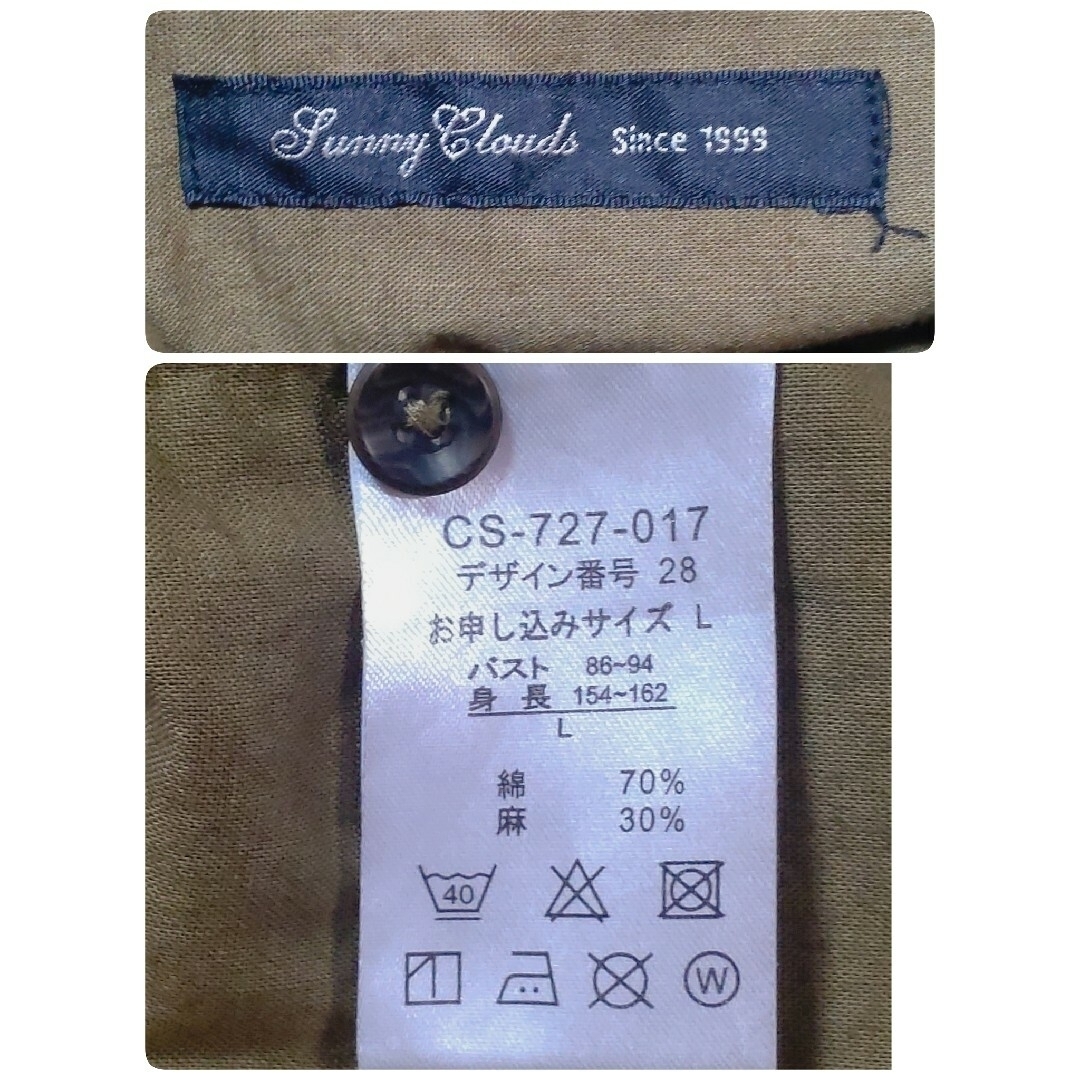 Sunny Clouds Since 1999
CS-727-017
デザイン番号 28
お申し込みサイズ L
バスト 86~94
身 長 154~162
L
綿 70%
麻 30%
40
W